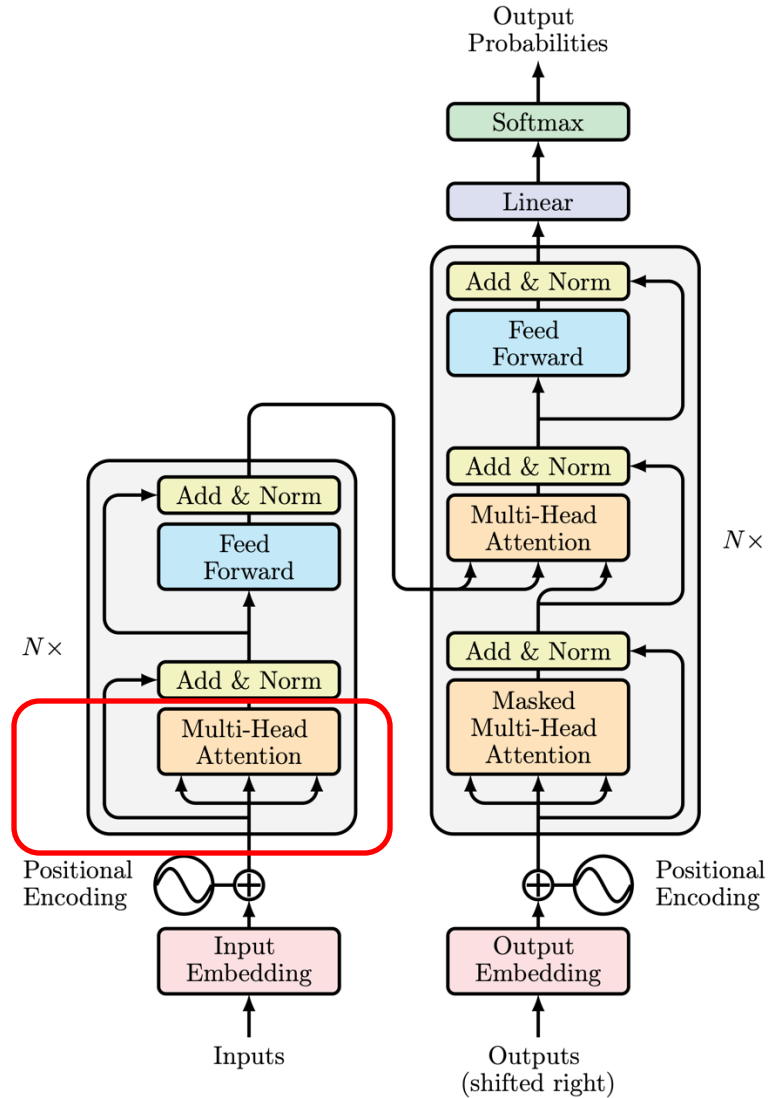 Output
Probabilities
Softmax
Linear
Add & Norm
Feed
Forward
Add & Norm
Multi-Head
Attention
N×
Add & Norm
Masked
Multi-Head
Attention
Add & Norm
Feed
Forward
N×
Add & Norm
Multi-Head
Attention
Positional
Encoding
Positional
Encoding
Input
Embedding
Output
Embedding
Inputs
Outputs
(shifted right)